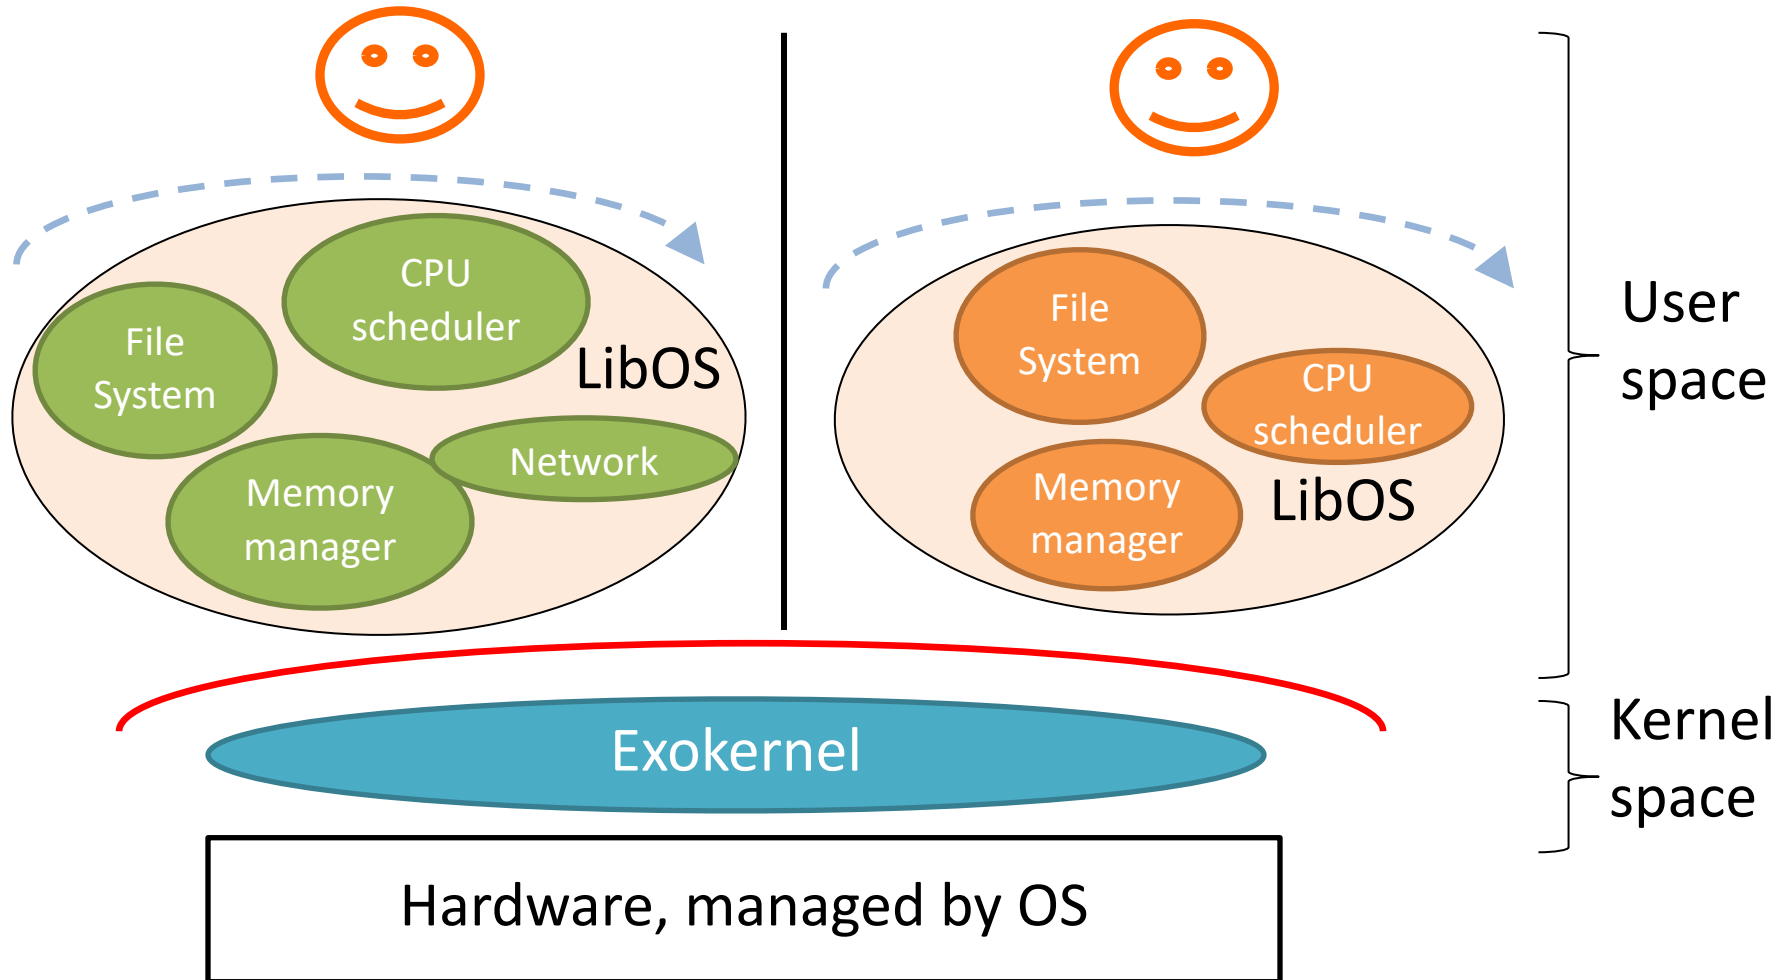 CPU
scheduler
File
System
LibOS
Network
Memory
manager
File
System
CPU
scheduler
Memory
manager
LibOS
User
space
Exokernel
Kernel
space
Hardware, managed by OS